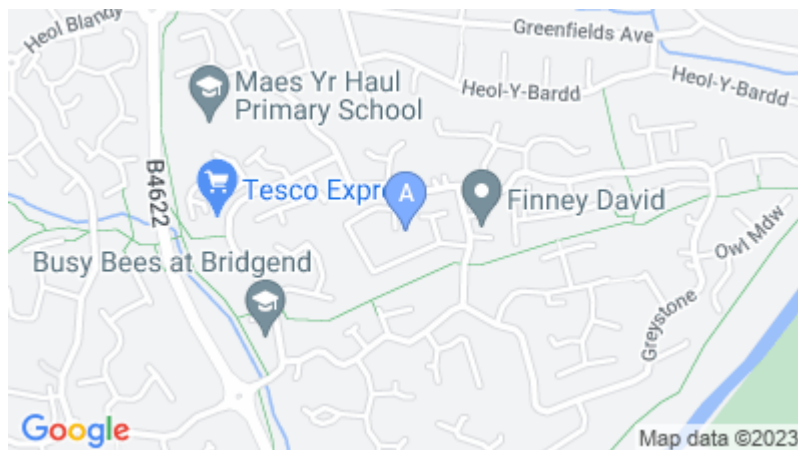 Heol Blandy
Greenfields Ave
Maes Yr Haul
Primary School
Heol-Y-Bardd
Heol-Y-Bardd
B4622
Tesco Expre
A
Finney David
Busy Bees at Bridgend
Owl Mdw
Greystone
Google
Map data ©2023